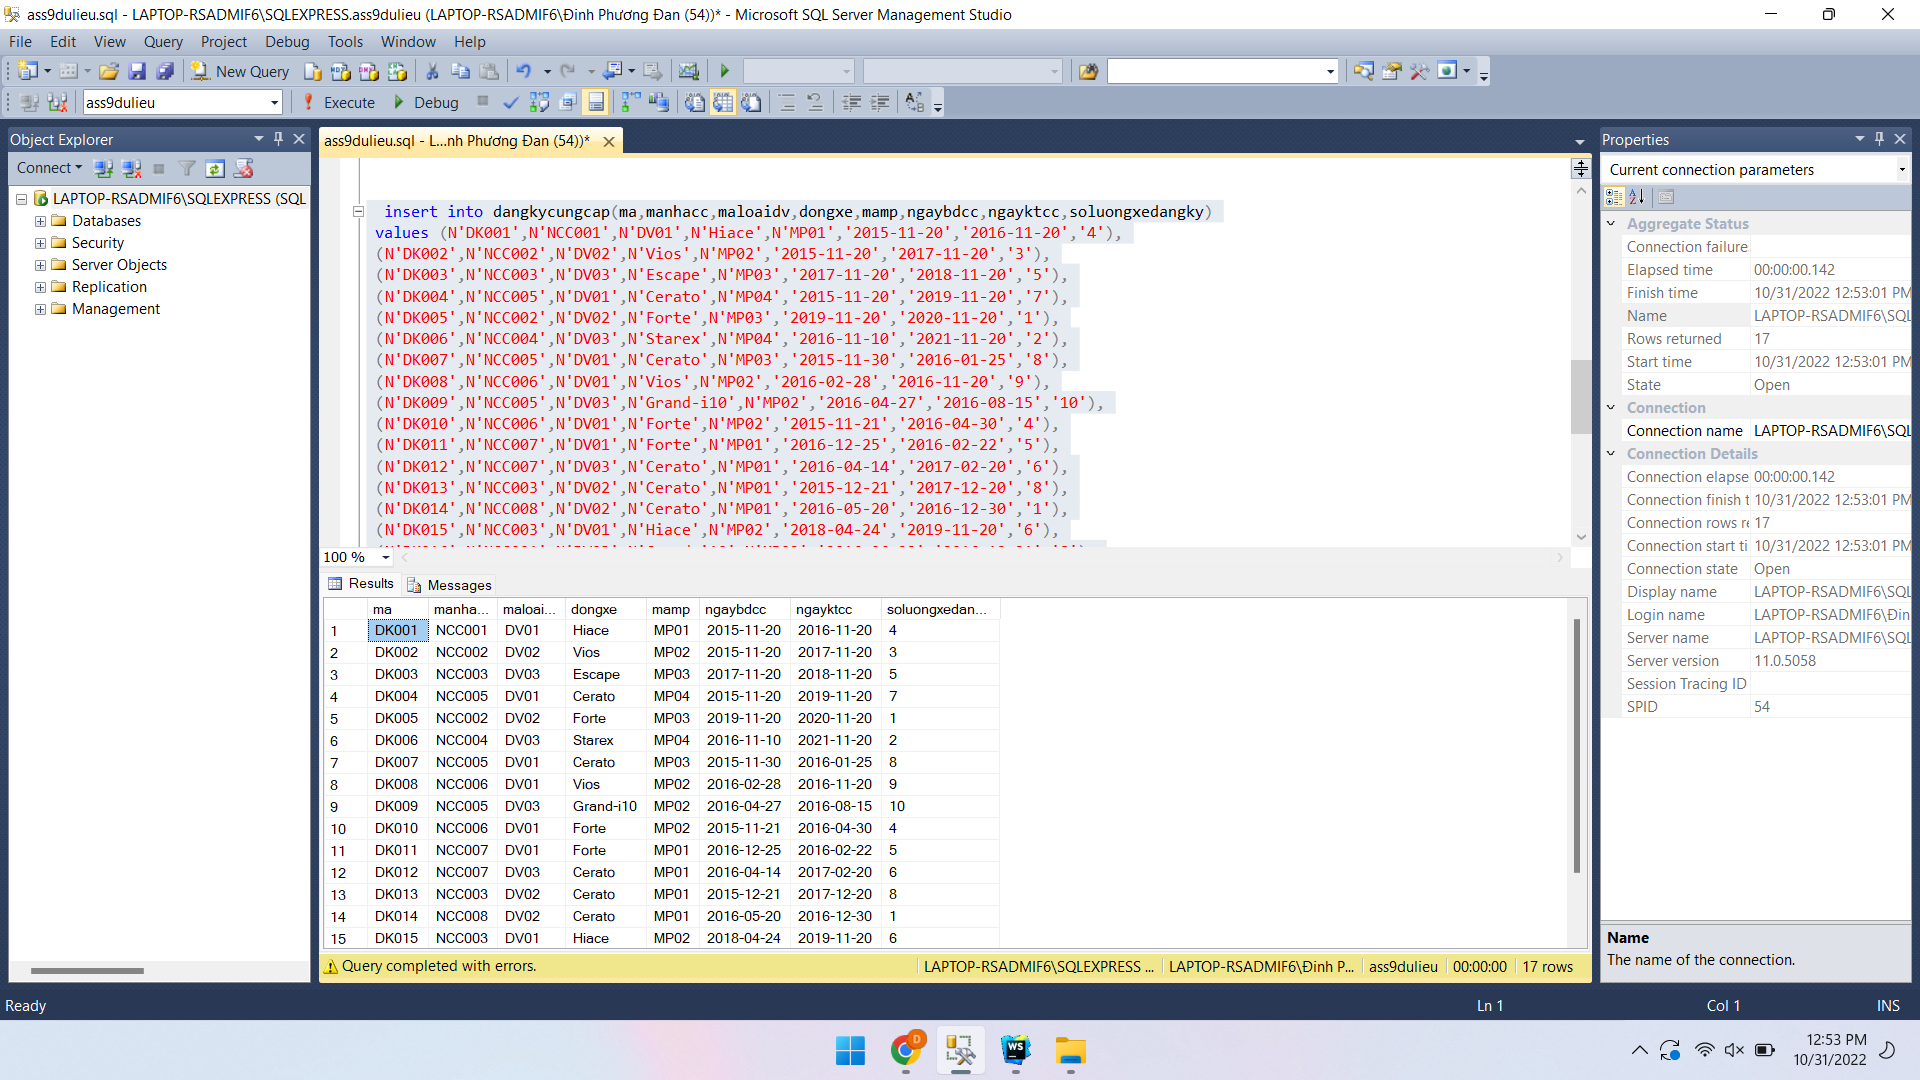 ass9dulieu.sql - LAPTOP-RSADMIF6\SQLEXPRESS.ass9dulieu (LAPTOP-RSADMIF6\Đinh Phương Đan (54))* - Microsoft SQL Server Management Studio
File Edit View Query Project Debug Tools Window Help
New Query
ass9dulieu Execute Debug
Object Explorer
Connect
LAPTOP-RSADMIF6\SQLEXPRESS (SQL
Databases
Security
Server Objects
Replication
Management
ass9dulieu.sql - L...nh Phương Đan (54))*
insert into dangkycungcap(ma,manhacc,maloaidv,dongxe,mamp,ngaybdcc,ngayktcc,soluongxedangky)
values (N'DK001',N'NCC001',N'DV01',N'Hiace',N'MP01','2015-11-20','2016-11-20','4'),
(N'DK002',N'NCC002',N'DV02',N'Vios',N'MP02','2015-11-20','2017-11-20','3'),
(N'DK003',N'NCC003',N'DV03',N'Escape',N'MP03','2017-11-20','2018-11-20','5'),
(N'DK004',N'NCC005',N'DV01',N'Cerato',N'MP04','2015-11-20','2019-11-20','7'),
(N'DK005',N'NCC002',N'DV02',N'Forte',N'MP03','2019-11-20','2020-11-20','1'),
(N'DK006',N'NCC004',N'DV03',N'Starex',N'MP04','2016-11-10','2021-11-20','2'),
(N'DK007',N'NCC005',N'DV01',N'Cerato',N'MP03','2015-11-30','2016-01-25','8'),
(N'DK008',N'NCC006',N'DV01',N'Vios',N'MP02','2016-02-28','2016-11-20','9'),
(N'DK009',N'NCC005',N'DV03',N'Grand-i10',N'MP02','2016-04-27','2016-08-15','10'),
(N'DK010',N'NCC006',N'DV01',N'Forte',N'MP02','2015-11-21','2016-04-30','4'),
(N'DK011',N'NCC007',N'DV01',N'Forte',N'MP01','2016-12-25','2016-02-22','5'),
(N'DK012',N'NCC007',N'DV03',N'Cerato',N'MP01','2016-04-14','2017-02-20','6'),
(N'DK013',N'NCC003',N'DV02',N'Cerato',N'MP01','2015-12-21','2017-12-20','8'),
(N'DK014',N'NCC008',N'DV02',N'Cerato',N'MP01','2016-05-20','2016-12-30','1'),
(N'DK015',N'NCC003',N'DV01',N'Hiace',N'MP02','2018-04-24','2019-11-20','6'),
100 %
Results Messages
ma manha... maloai... dongxe mamp ngaybdcc ngayktcc soluongxedan...
1 DK001 NCC001 DV01 Hiace MP01 2015-11-20 2016-11-20 4
2 DK002 NCC002 DV02 Vios MP02 2015-11-20 2017-11-20 3
3 DK003 NCC003 DV03 Escape MP03 2017-11-20 2018-11-20 5
4 DK004 NCC005 DV01 Cerato MP04 2015-11-20 2019-11-20 7
5 DK005 NCC002 DV02 Forte MP03 2019-11-20 2020-11-20 1
6 DK006 NCC004 DV03 Starex MP04 2016-11-10 2021-11-20 2
7 DK007 NCC005 DV01 Cerato MP03 2015-11-30 2016-01-25 8
8 DK008 NCC006 DV01 Vios MP02 2016-02-28 2016-11-20 9
9 DK009 NCC005 DV03 Grand-i10 MP02 2016-04-27 2016-08-15 10
10 DK010 NCC006 DV01 Forte MP02 2015-11-21 2016-04-30 4
11 DK011 NCC007 DV01 Forte MP01 2016-12-25 2016-02-22 5
12 DK012 NCC007 DV03 Cerato MP01 2016-04-14 2017-02-20 6
13 DK013 NCC003 DV02 Cerato MP01 2015-12-21 2017-12-20 8
14 DK014 NCC008 DV02 Cerato MP01 2016-05-20 2016-12-30 1
15 DK015 NCC003 DV01 Hiace MP02 2018-04-24 2019-11-20 6
Query completed with errors. LAPTOP-RSADMIF6\SQLEXPRESS ... LAPTOP-RSADMIF6\Đinh P... ass9dulieu 00:00:00 17 rows
Properties
Current connection parameters
Aggregate Status
Connection failure
Elapsed time 00:00:00.142
Finish time 10/31/2022 12:53:01 PM
Name LAPTOP-RSADMIF6\SQL
Rows returned 17
Start time 10/31/2022 12:53:01 PM
State Open
Connection
Connection name LAPTOP-RSADMIF6\SQL
Connection Details
Connection elapse 00:00:00.142
Connection finish t 10/31/2022 12:53:01 PM
Connection rows re 17
Connection start ti 10/31/2022 12:53:01 PM
Connection state Open
Display name LAPTOP-RSADMIF6\SQL
Login name LAPTOP-RSADMIF6\Đin
Server name LAPTOP-RSADMIF6\SQL
Server version 11.0.5058
Session Tracing ID
SPID 54
Name
The name of the connection.
Ready Ln 1 Col 1 INS
D
WS
12:53 PM
10/31/2022